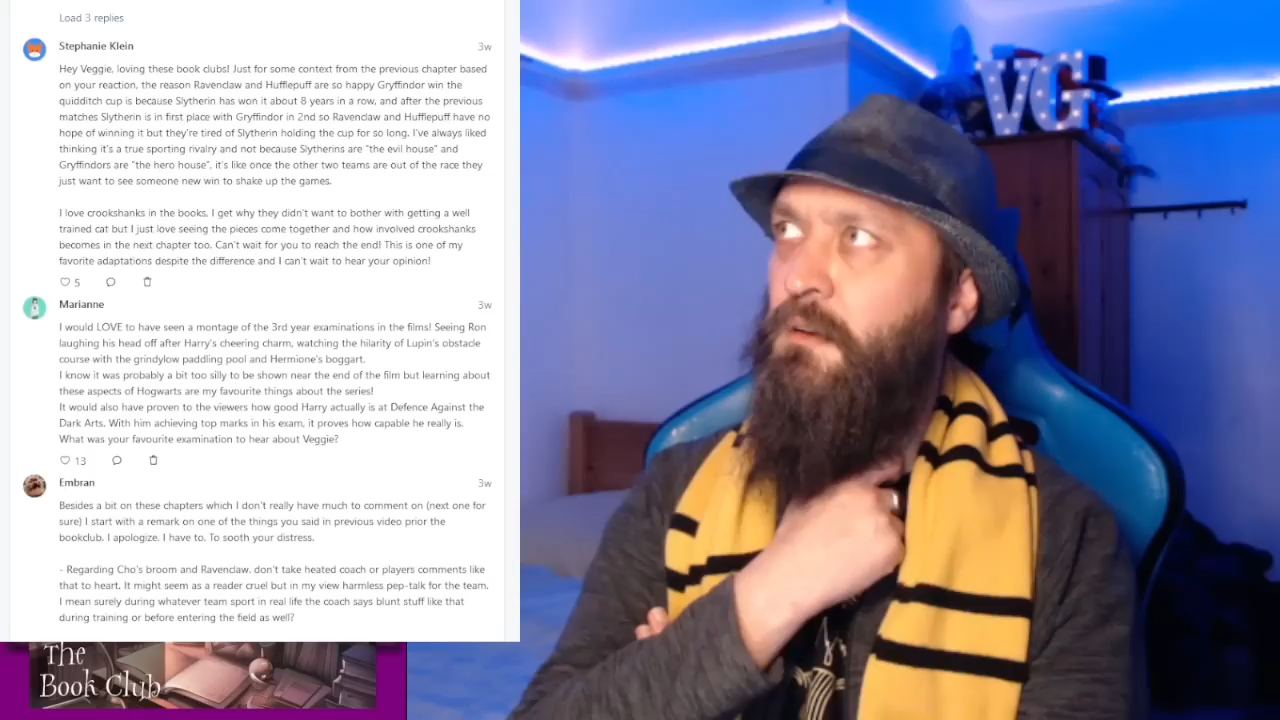 Load 3 replies
Stephanie Klein
3w
Hey Veggie, loving these book clubs! Just for some context from the previous chapter based
on your reaction, the reason Ravenclaw and Hufflepuff are so happy Gryffindor win the
quidditch cup is because Slytherin has won it about 8 years in a row, and after the previous
matches Slytherin is in first place with Gryffindor in 2nd so Ravenclaw and Hufflepuff have no
hope of winning it but they're tired of Slytherin holding the cup for so long. I've always liked
thinking it's a true sporting rivalry and not because Slytherins are "the evil house" and
Gryffindors are "the hero house", it's like once the other two teams are out of the race they
just want to see someone new win to shake up the games.
I love crookshanks in the books, I get why they didn't want to bother with getting a well
trained cat but I just love seeing the pieces come together and how involved crookshanks
becomes in the next chapter too. Can't wait for you to reach the end! This is one of my
favorite adaptations despite the difference and I can't wait to hear your opinion!
5
Marianne
3w
I would LOVE to have seen a montage of the 3rd year examinations in the films! Seeing Ron
laughing his head off after Harry's cheering charm, watching the hilarity of Lupin's obstacle
course with the grindylow paddling pool and Hermione's boggart.
I know it was probably a bit too silly to be shown near the end of the film but learning about
these aspects of Hogwarts are my favourite things about the series!
It would also have proven to the viewers how good Harry actually is at Defence Against the
Dark Arts. With him achieving top marks in his exam, it proves how capable he really is.
What was your favourite examination to hear about Veggie?
13
Embran
3w
Besides a bit on these chapters which I don't really have much to comment on (next one for
sure) I start with a remark on one of the things you said in previous video prior the
bookclub. I apologize. I have to. To sooth your distress.
- Regarding Cho's broom and Ravenclaw. don't take heated coach or players comments like
that to heart. It might seem as a reader cruel but in my view harmless pep-talk for the team.
I mean surely during whatever team sport in real life the coach says blunt stuff like that
during training or before entering the field as well?
The
Book Club
VG